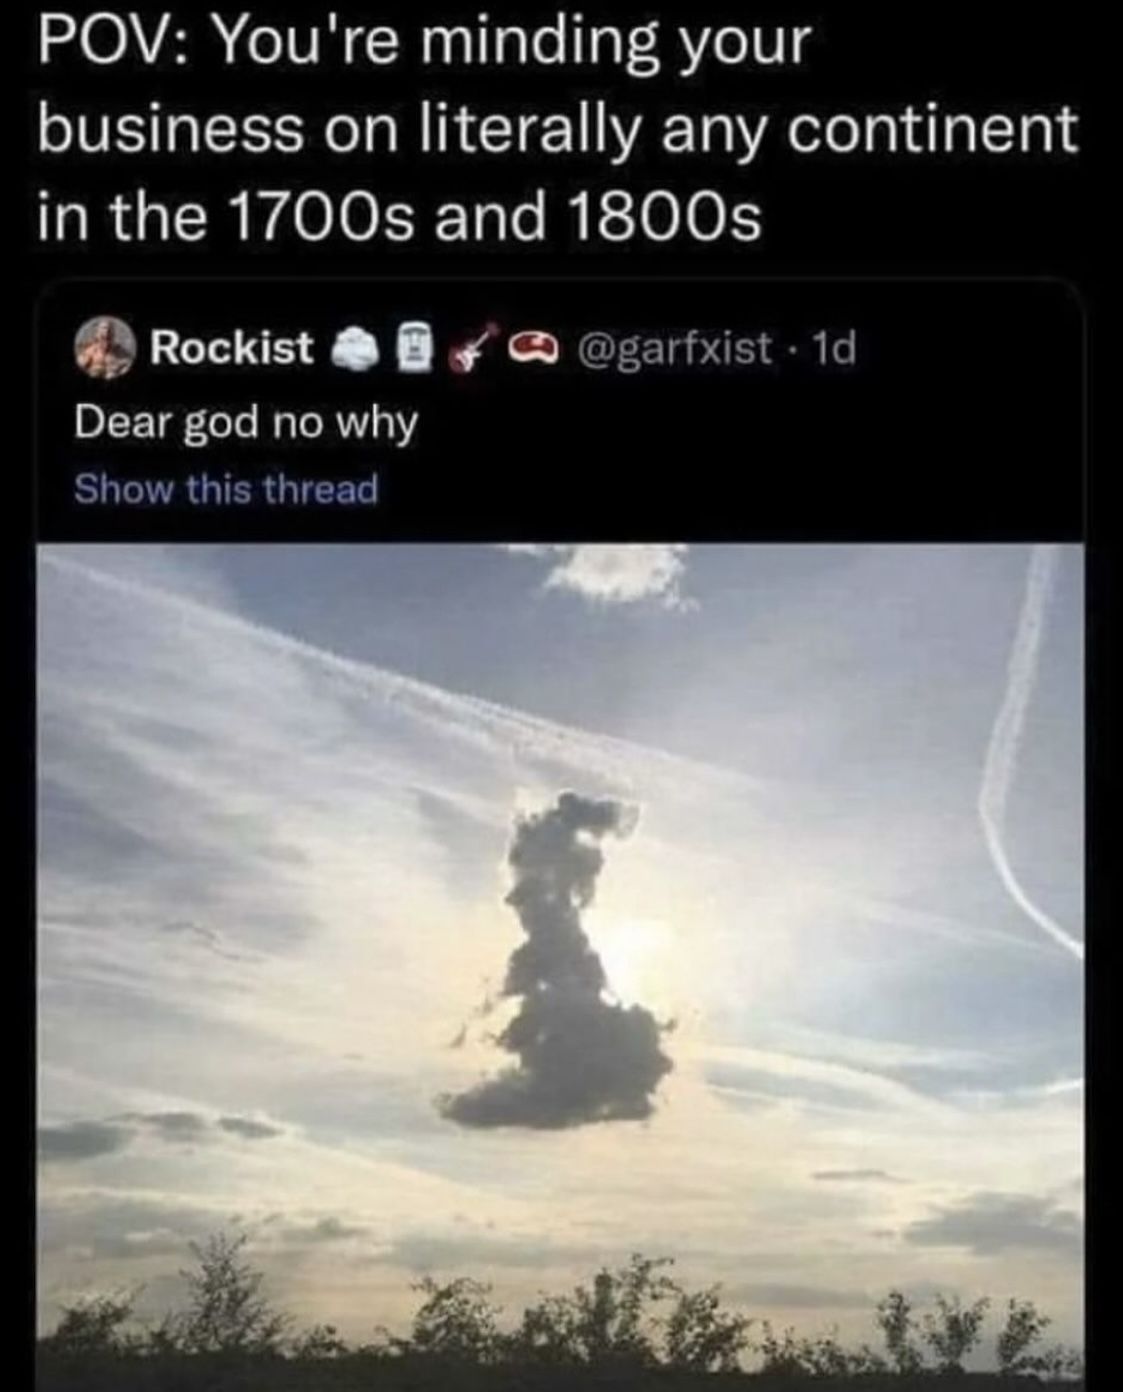 POV: You're minding your
business on literally any continent
in the 1700s and 1800s
Rockist ☁️ 🗿 🎸 🥩 @garfxist · 1d
Dear god no why
Show this thread